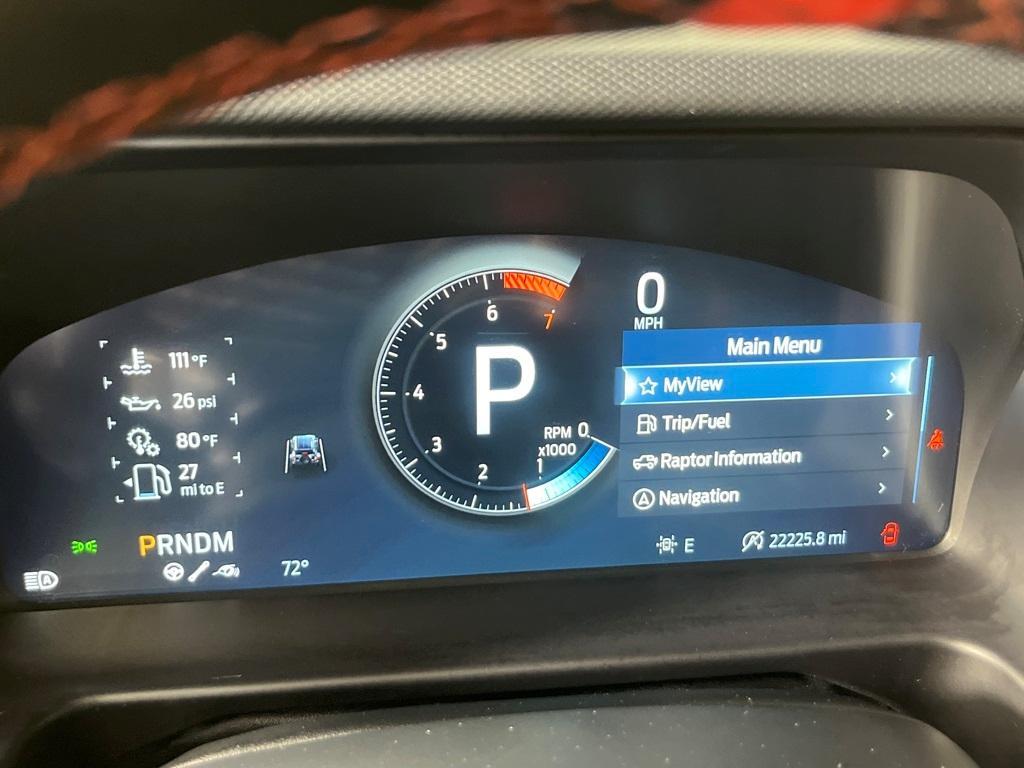 111°F
26 psi
80°F
27
mi to E
PRNDM
A
72°
6
7
5
4
3
2
1
0
RPM
x1000
P
0
MPH
Main Menu
MyView
Trip/Fuel
Raptor Information
Navigation
E
22225.8 mi